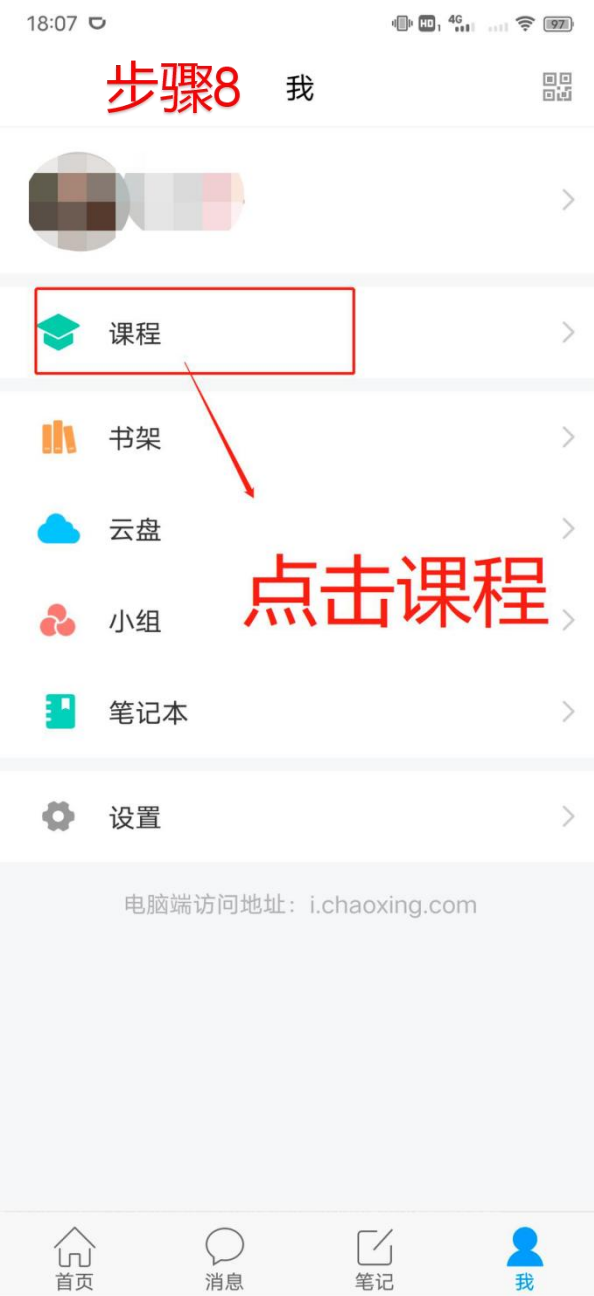 18:07 HD 1 4G 97
步骤8 我
课程
书架
云盘
点击课程
小组
笔记本
设置
电脑端访问地址：i.chaoxing.com
首页 消息 笔记 我